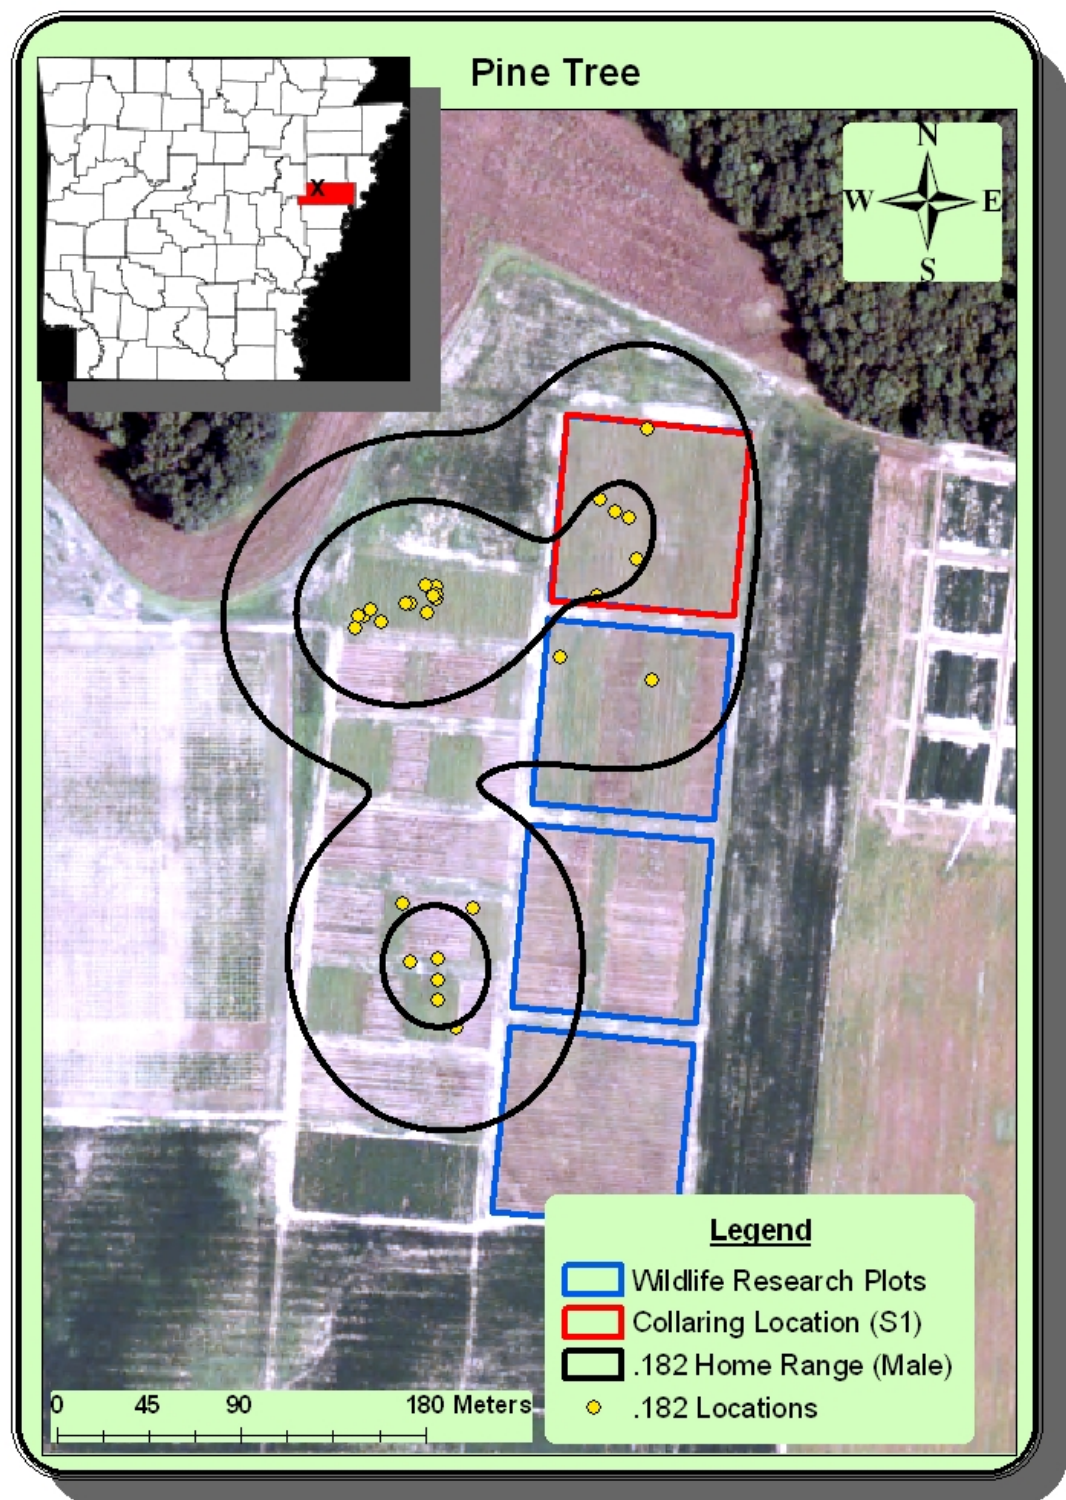 Pine Tree
X
N
W E
S
Legend
Wildlife Research Plots
Collaring Location (S1)
.182 Home Range (Male)
.182 Locations
0 45 90 180 Meters